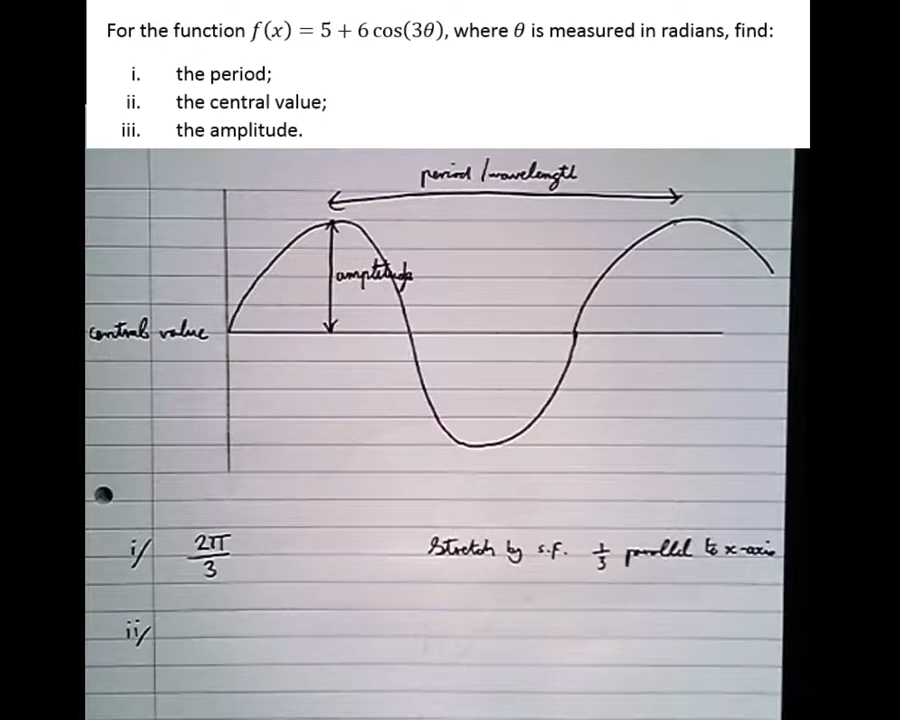 For the function f(x) = 5 + 6 cos(3θ), where θ is measured in radians, find:
i. the period;
ii. the central value;
iii. the amplitude.
period / wavelength
amplitude
central value
i/ 2π/3 Stretch by s.f. 1/3 parallel to x-axis
ii/